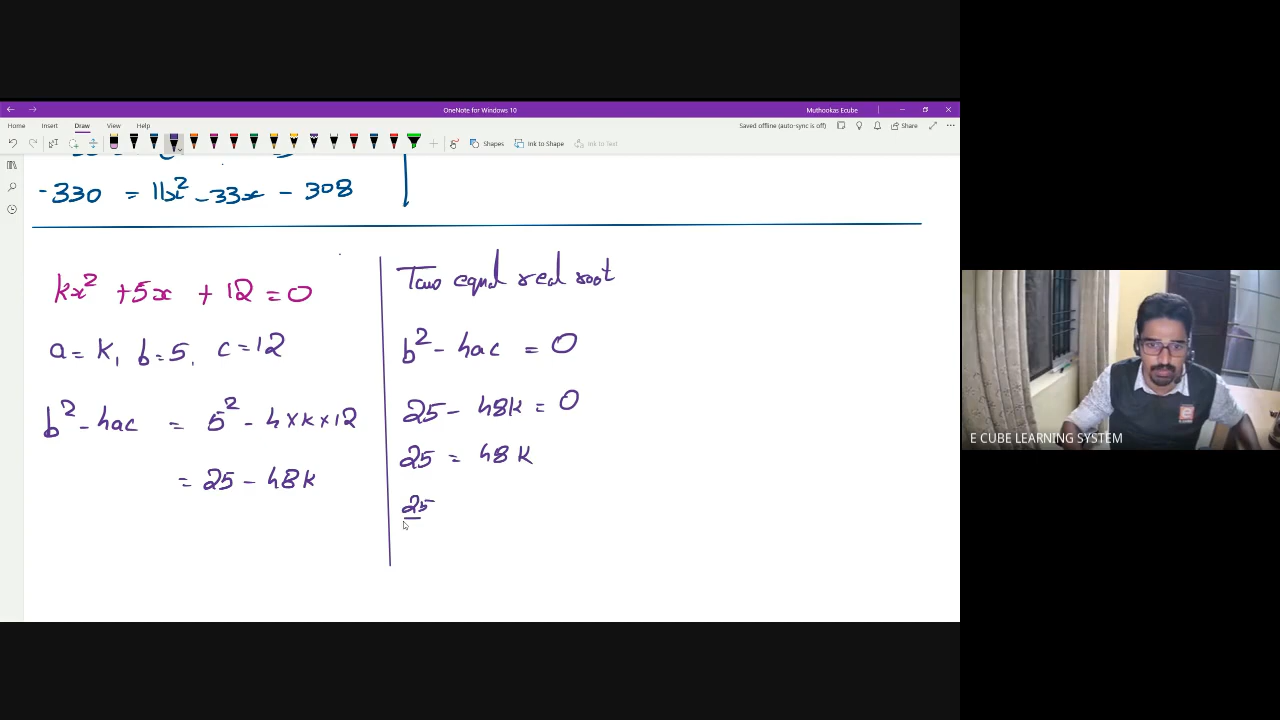 OneNote for Windows 10
Muthookas Ecube
Home Insert Draw View Help
Saved offline (auto-sync is off) Share
Shapes Ink to Shape Ink to Text
-330 = 11x² - 33x - 308
kx² + 5x + 12 = 0
a = k, b = 5, c = 12
b² - 4ac = 5² - 4 × k × 12
= 25 - 48k
Two equal real root
b² - 4ac = 0
25 - 48k = 0
25 = 48k
25
E CUBE LEARNING SYSTEM